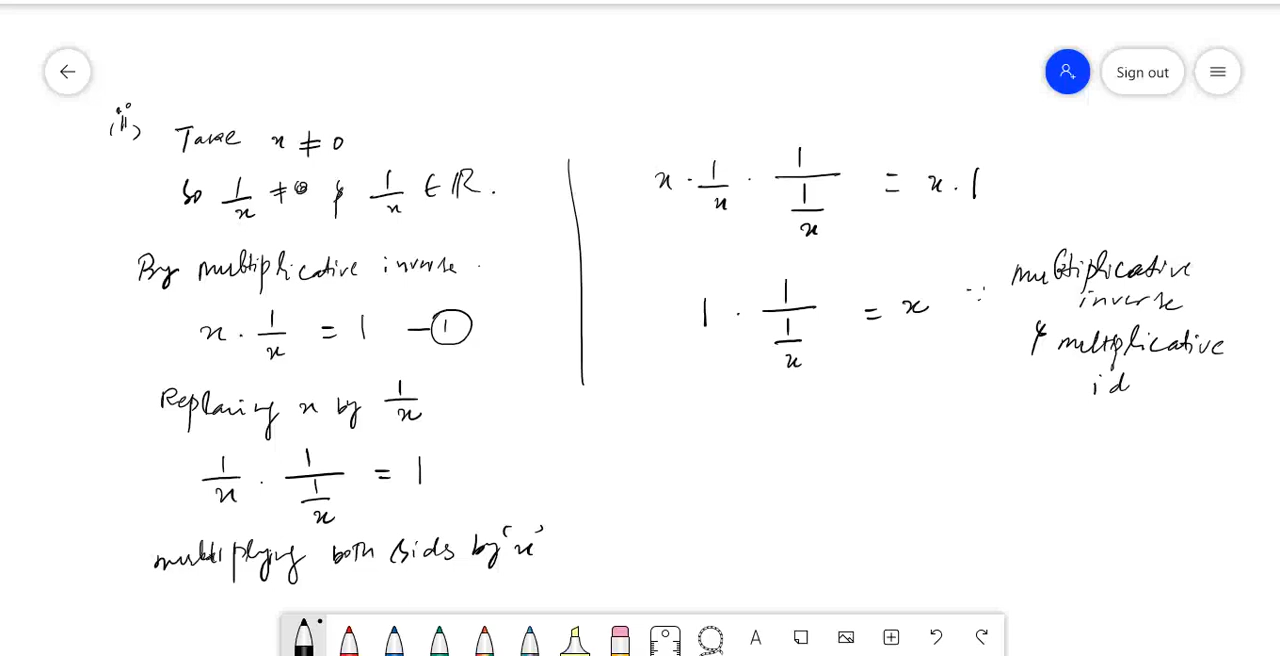 Sign out
(ii) Take x ≠ 0
So 1/x ≠ 0 & 1/x ∈ ℝ.
By multiplicative inverse.
x · 1/x = 1 — ①
Replacing x by 1/x
1/x · 1/(1/x) = 1
multiplying both sids by 'x'
x · 1/x · 1/(1/x) = x · 1
1 · 1/(1/x) = x ∵ multiplicative
inverse
& multiplicative
id
A